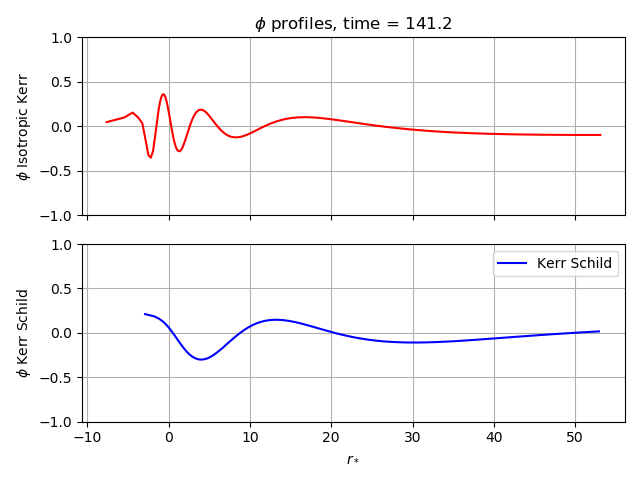 ϕ profiles, time = 141.2
1.0
0.5
0.0
−0.5
−1.0
ϕ Isotropic Kerr
1.0
0.5
0.0
−0.5
−1.0
ϕ Kerr Schild
Kerr Schild
−10 0 10 20 30 40 50
r*